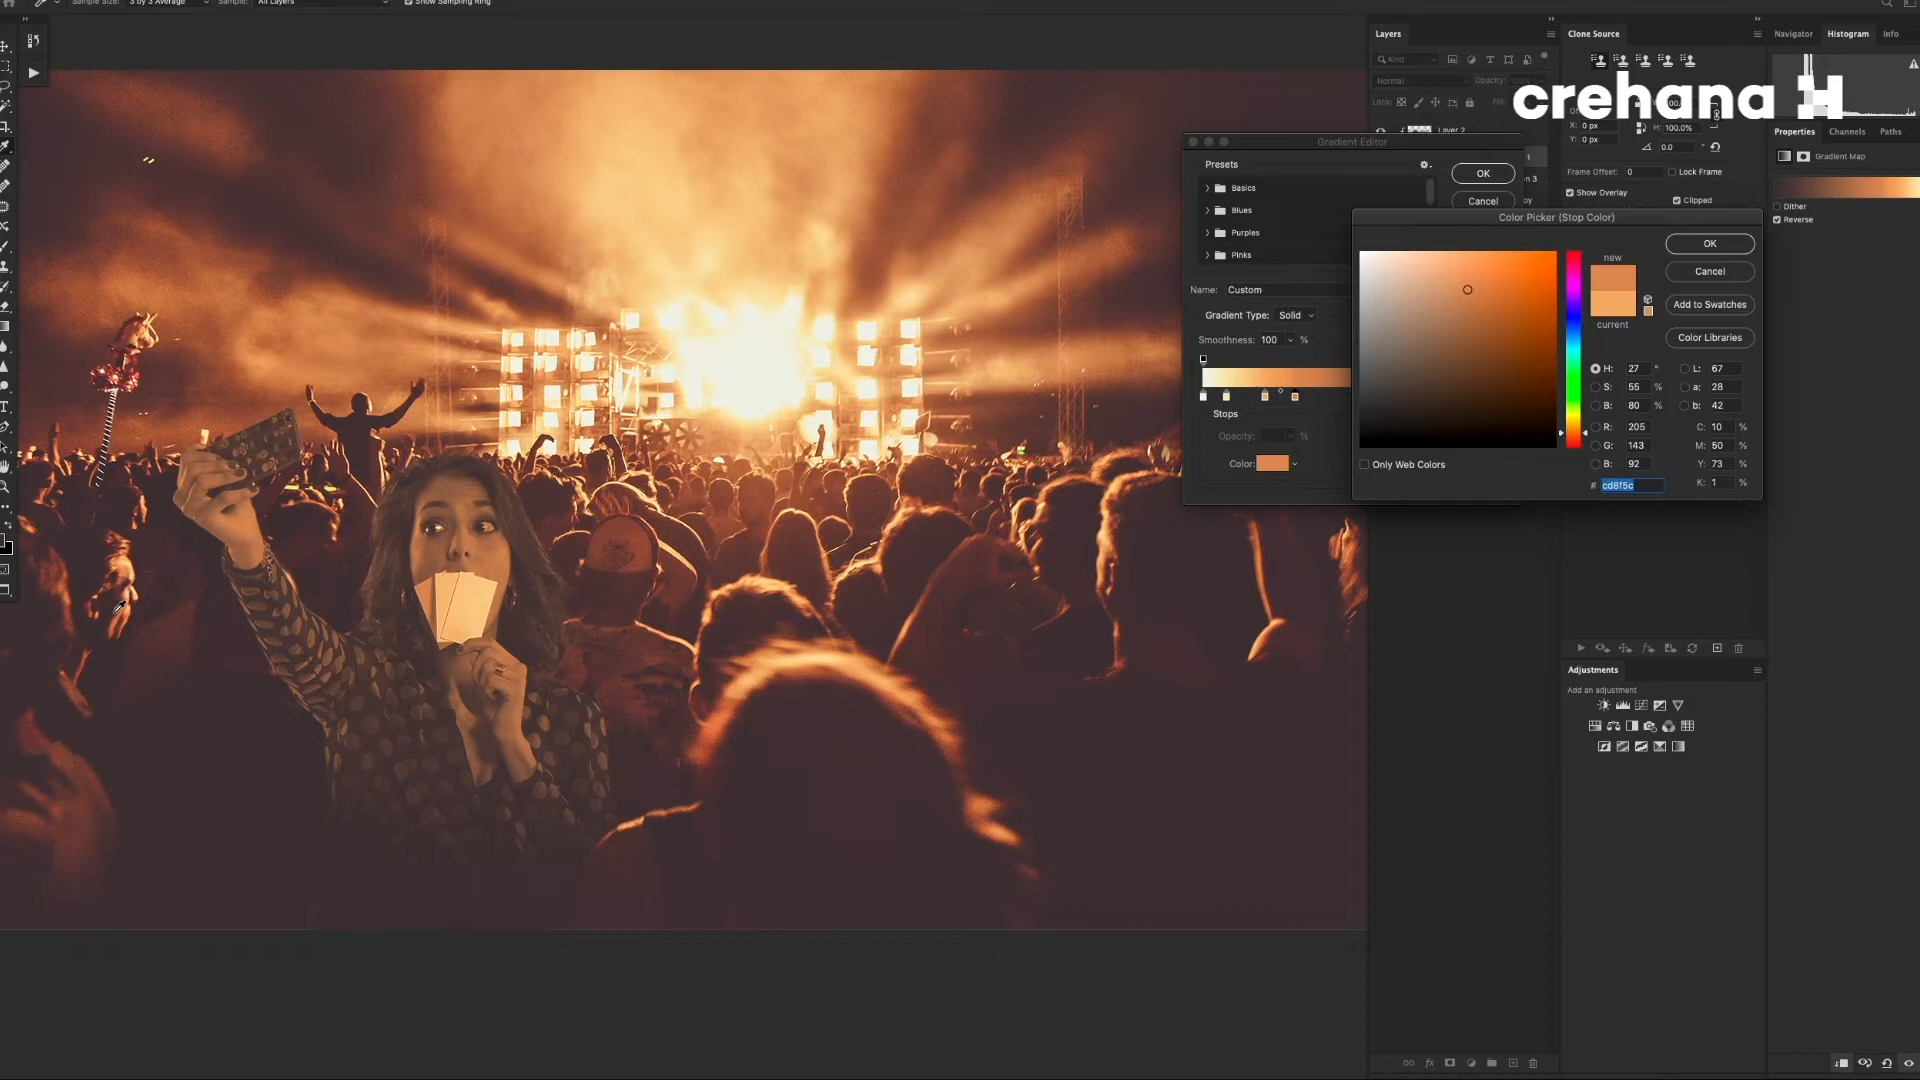 Sample Size: 3 by 3 Average Sample: All Layers Show Sampling Ring
Layers
Kind
Normal Opacity:
Lock: Fill:
Layer 2
Clone Source
crehana
X: 0 px
Y: 0 px
H: 100.0%
0.0
Frame Offset: 0 Lock Frame
Show Overlay
Clipped
Navigator Histogram Info
Properties Channels Paths
Gradient Map
Dither
Reverse
Gradient Editor
Presets
Basics
Blues
Purples
Pinks
OK
Cancel
Name: Custom
Gradient Type: Solid
Smoothness: 100 %
Stops
Opacity: %
Color:
Color Picker (Stop Color)
new
current
OK
Cancel
Add to Swatches
Color Libraries
H: 27 °
S: 55 %
B: 80 %
R: 205
G: 143
B: 92
# cd8f5c
L: 67
a: 28
b: 42
C: 10 %
M: 50 %
Y: 73 %
K: 1 %
Only Web Colors
Adjustments
Add an adjustment